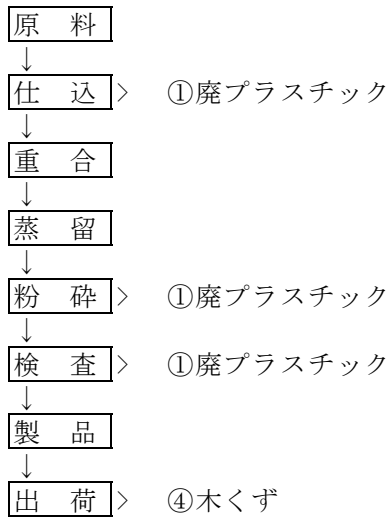 原　料
↓
仕　込＞　①廃プラスチック
↓
重　合
↓
蒸　留
↓
粉　砕＞　①廃プラスチック
↓
検　査＞　①廃プラスチック
↓
製　品
↓
出　荷＞　④木くず